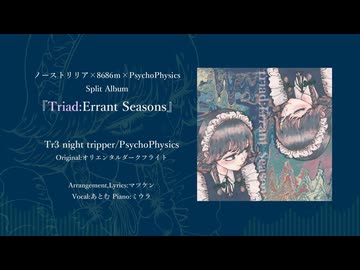 ノーストリリア×8686m×PsychoPhysics
Split Album
『Triad:Errant Seasons』
Tr3 night tripper/PsychoPhysics
Original:オリエンタルダークフライト
Arrangement,Lyrics:マツケン
Vocal:あとむ Piano:ミウラ
Triad:Errant